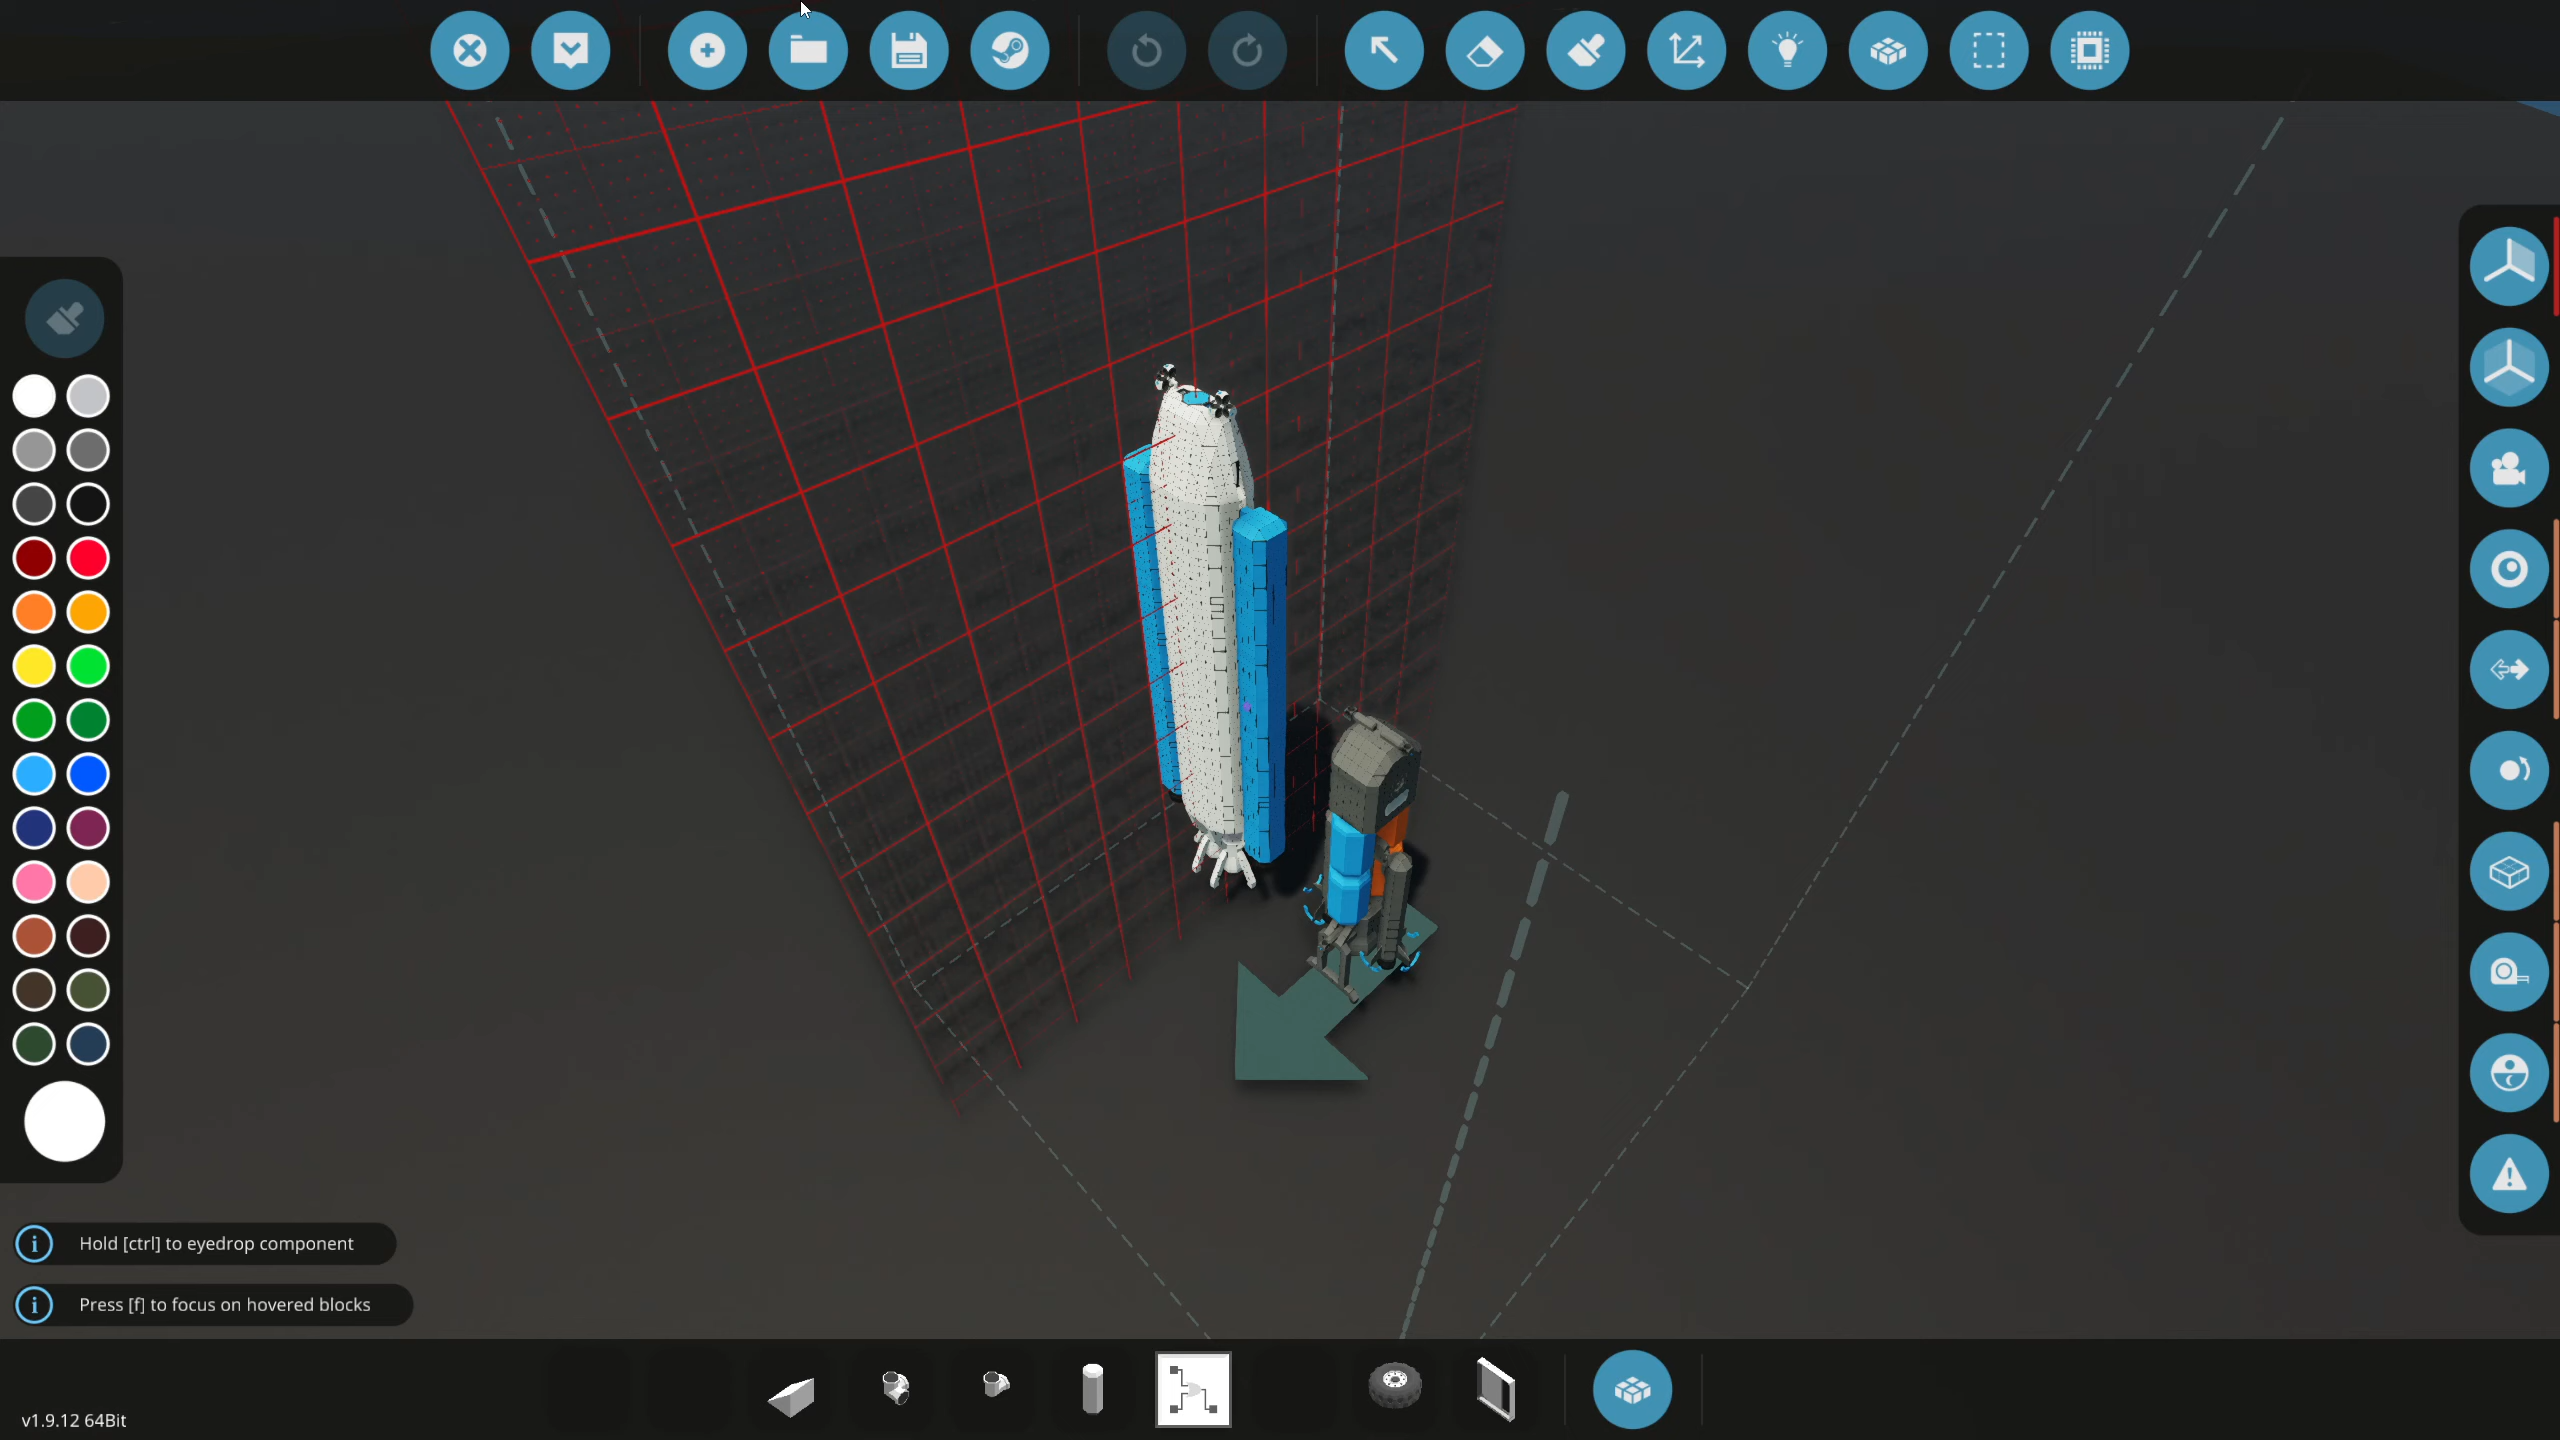 Hold [ctrl] to eyedrop component
Press [f] to focus on hovered blocks
v1.9.12 64Bit